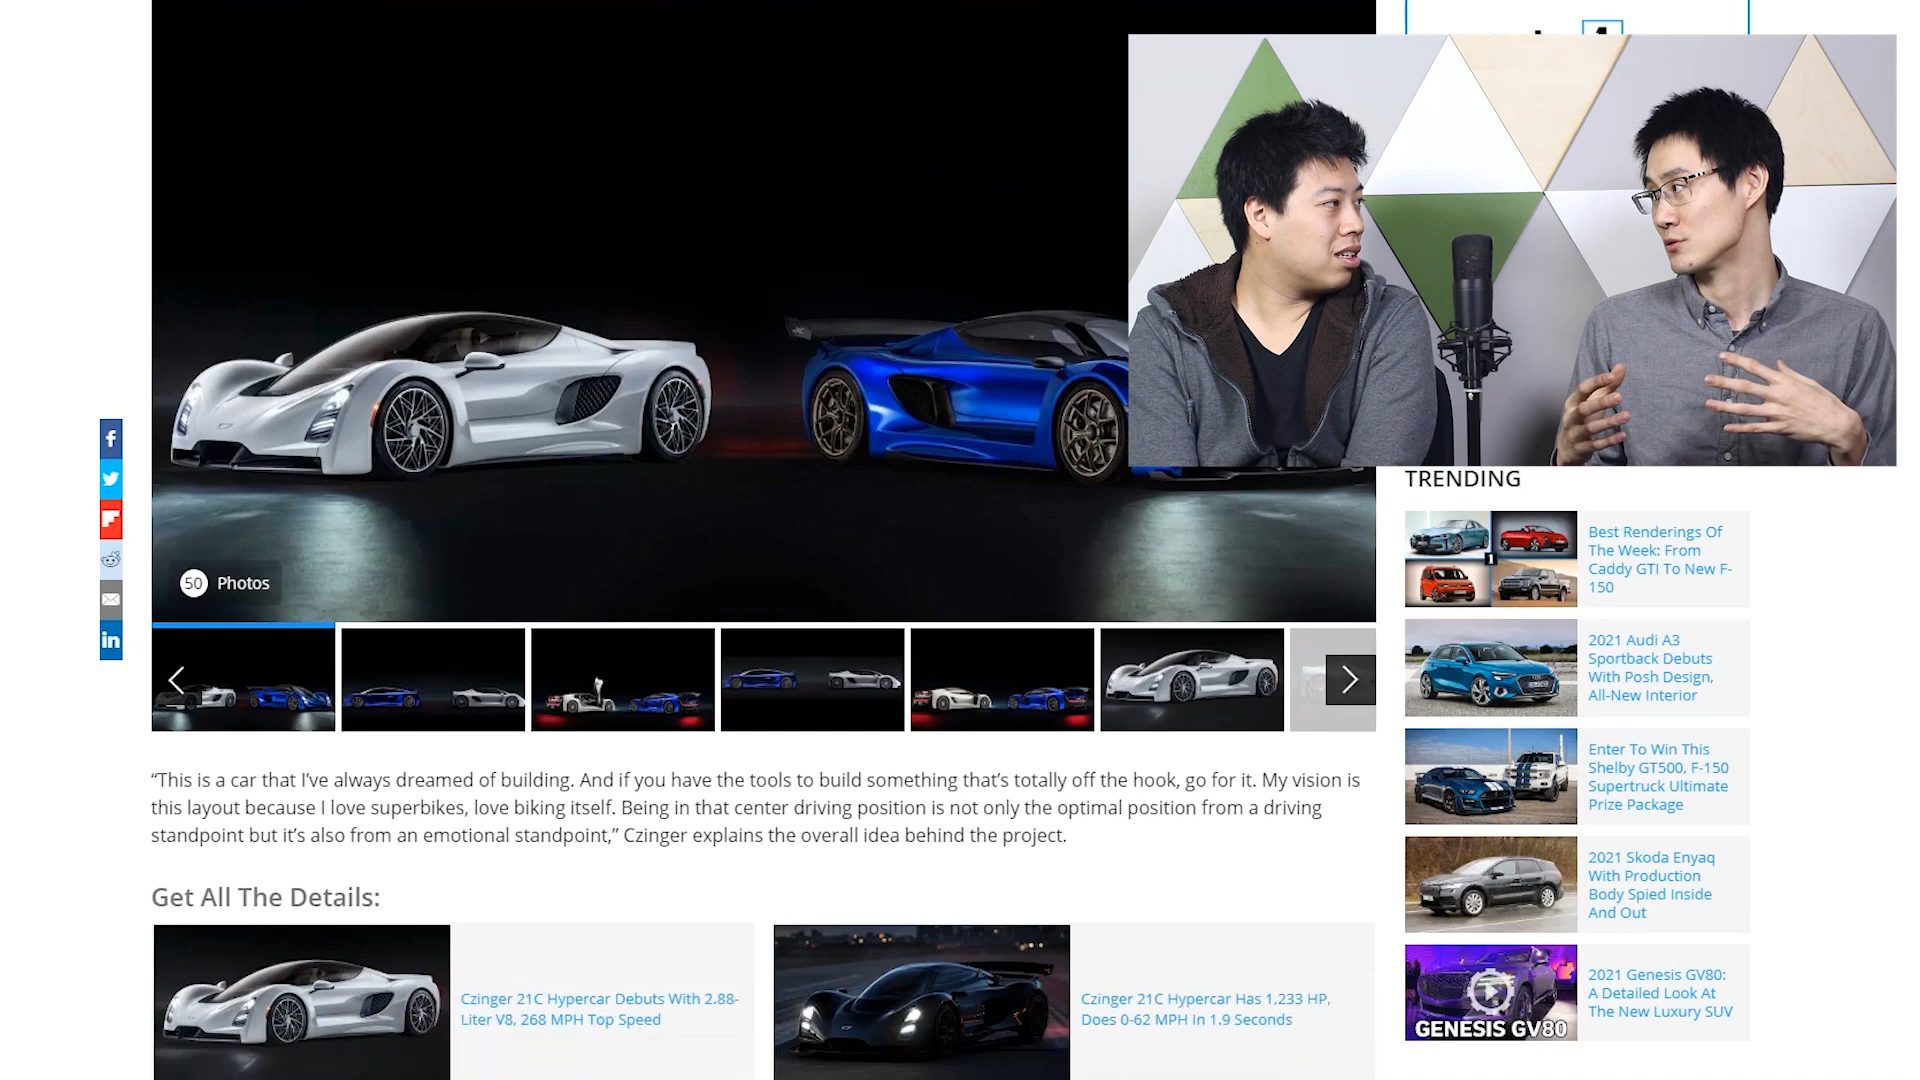 50 Photos
“This is a car that I’ve always dreamed of building. And if you have the tools to build something that’s totally off the hook, go for it. My vision is
this layout because I love superbikes, love biking itself. Being in that center driving position is not only the optimal position from a driving
standpoint but it’s also from an emotional standpoint,” Czinger explains the overall idea behind the project.
Get All The Details:
Czinger 21C Hypercar Debuts With 2.88-
Liter V8, 268 MPH Top Speed
Czinger 21C Hypercar Has 1,233 HP,
Does 0-62 MPH In 1.9 Seconds
TRENDING
Best Renderings Of
The Week: From
Caddy GTI To New F-
150
2021 Audi A3
Sportback Debuts
With Posh Design,
All-New Interior
Enter To Win This
Shelby GT500, F-150
Supertruck Ultimate
Prize Package
2021 Skoda Enyaq
With Production
Body Spied Inside
And Out
GENESIS GV80
2021 Genesis GV80:
A Detailed Look At
The New Luxury SUV